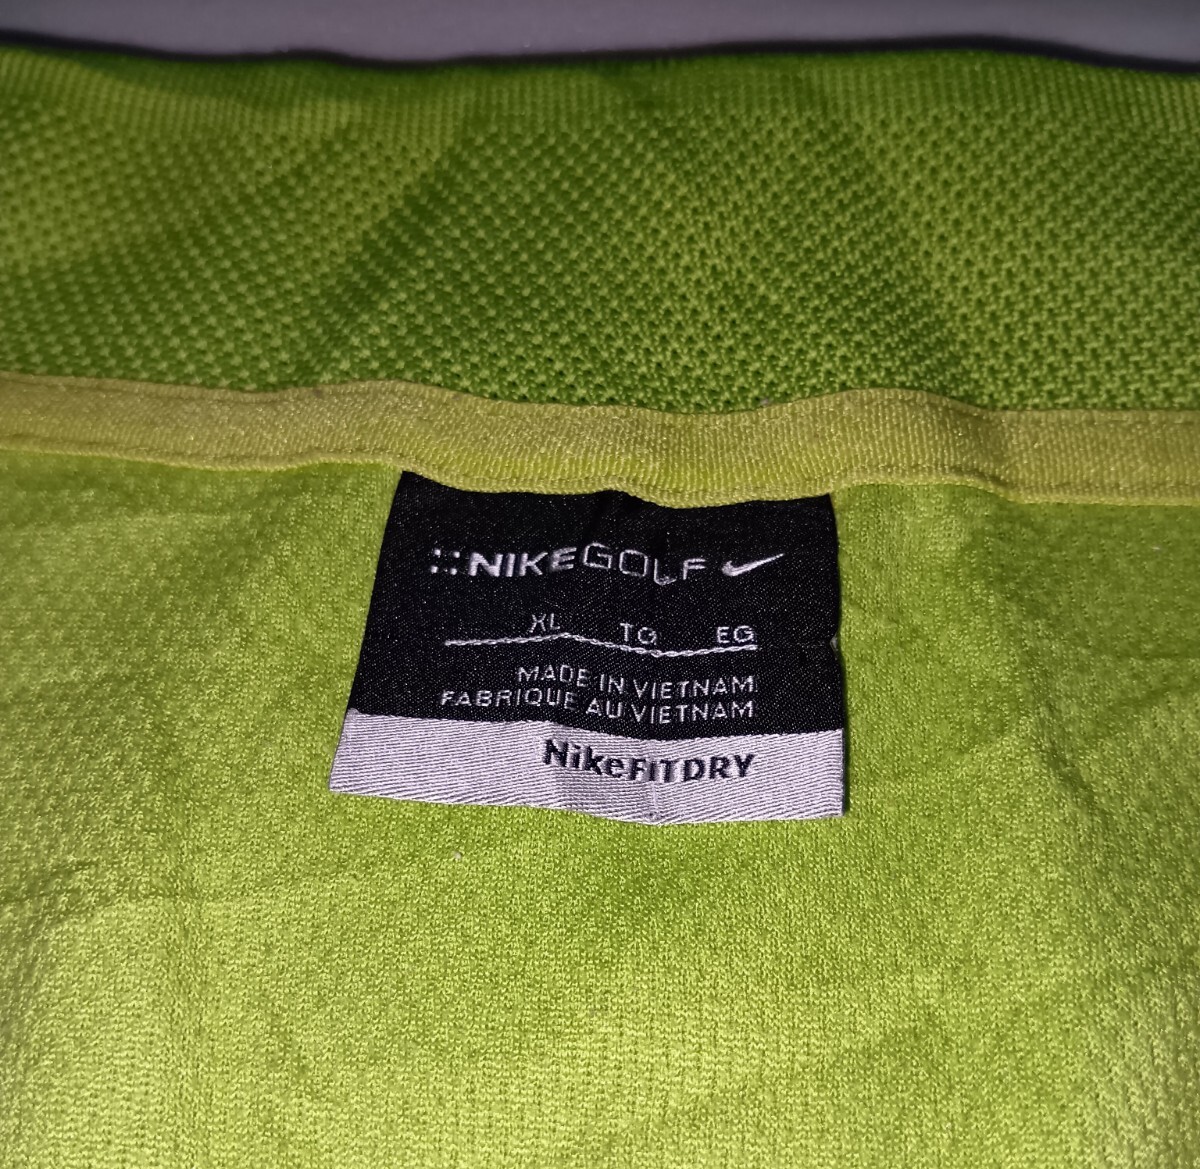 NIKEGOLF
XL TG EG
MADE IN VIETNAM
FABRIQUE AU VIETNAM
NikeFiTDRY